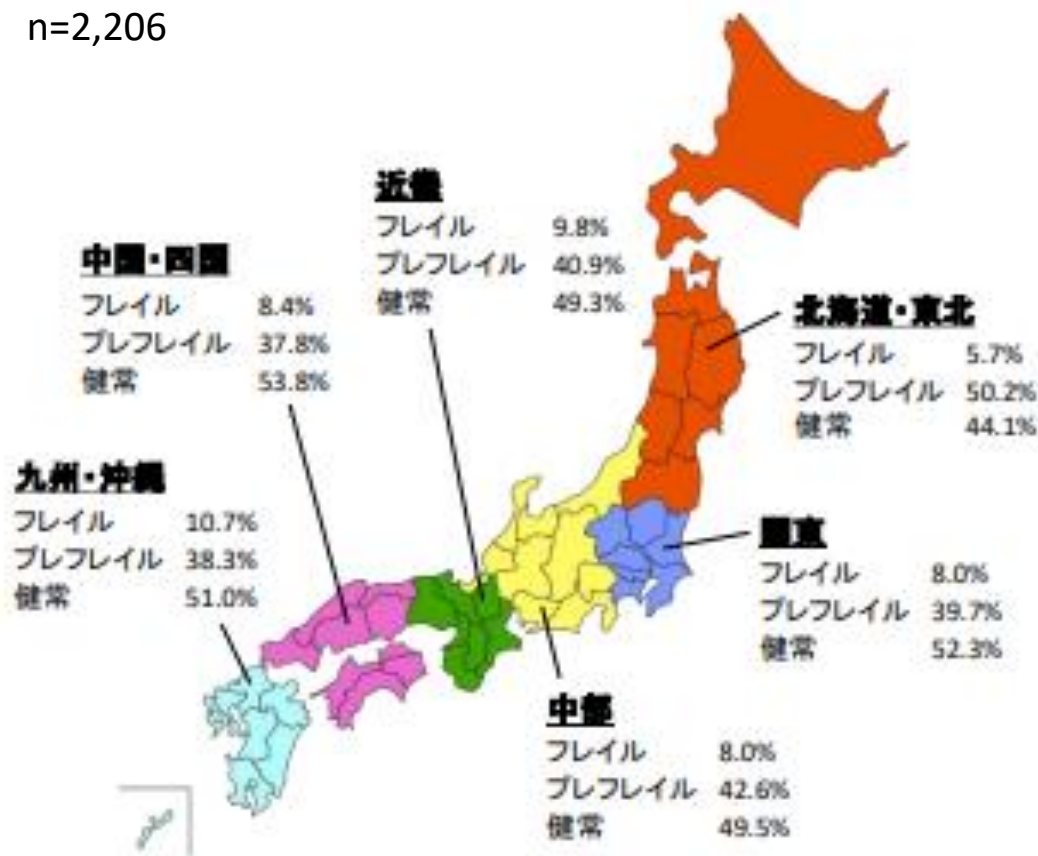 n=2,206
近畿
フレイル 9.8%
プレフレイル 40.9%
健常 49.3%
中国・四国
フレイル 8.4%
プレフレイル 37.8%
健常 53.8%
北海道・東北
フレイル 5.7%
プレフレイル 50.2%
健常 44.1%
九州・沖縄
フレイル 10.7%
プレフレイル 38.3%
健常 51.0%
関東
フレイル 8.0%
プレフレイル 39.7%
健常 52.3%
中部
フレイル 8.0%
プレフレイル 42.6%
健常 49.5%